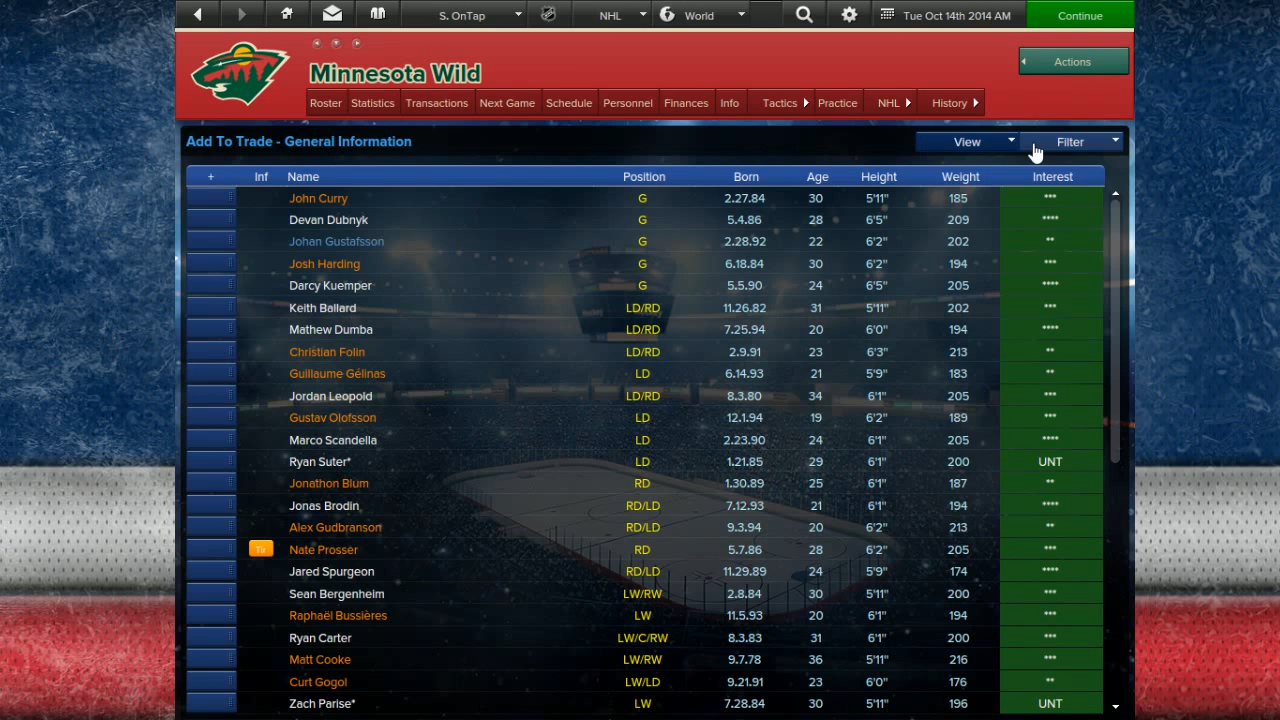 S. OnTap NHL World Tue Oct 14th 2014 AM Continue
Minnesota Wild
Actions
Roster Statistics Transactions Next Game Schedule Personnel Finances Info Tactics Practice NHL History
Add To Trade - General Information View Filter
+ Inf Name Position Born Age Height Weight Interest
John Curry G 2.27.84 30 5'11" 185 ***
Devan Dubnyk G 5.4.86 28 6'5" 209 ****
Johan Gustafsson G 2.28.92 22 6'2" 202 **
Josh Harding G 6.18.84 30 6'2" 194 ***
Darcy Kuemper G 5.5.90 24 6'5" 205 ****
Keith Ballard LD/RD 11.26.82 31 5'11" 202 ***
Mathew Dumba LD/RD 7.25.94 20 6'0" 194 ****
Christian Folin LD/RD 2.9.91 23 6'3" 213 **
Guillaume Gélinas LD 6.14.93 21 5'9" 183 **
Jordan Leopold LD/RD 8.3.80 34 6'1" 205 ***
Gustav Olofsson LD 12.1.94 19 6'2" 189 ***
Marco Scandella LD 2.23.90 24 6'1" 205 ****
Ryan Suter* LD 1.21.85 29 6'1" 200 UNT
Jonathon Blum RD 1.30.89 25 6'1" 187 **
Jonas Brodin RD/LD 7.12.93 21 6'1" 194 ****
Alex Gudbranson RD/LD 9.3.94 20 6'2" 213 **
Tir Nate Prosser RD 5.7.86 28 6'2" 205 ***
Jared Spurgeon RD/LD 11.29.89 24 5'9" 174 ****
Sean Bergenheim LW/RW 2.8.84 30 5'11" 200 ***
Raphaël Bussières LW 11.5.93 20 6'1" 194 ***
Ryan Carter LW/C/RW 8.3.83 31 6'1" 200 ***
Matt Cooke LW/RW 9.7.78 36 5'11" 216 ***
Curt Gogol LW/LD 9.21.91 23 6'0" 176 **
Zach Parise* LW 7.28.84 30 5'11" 196 UNT